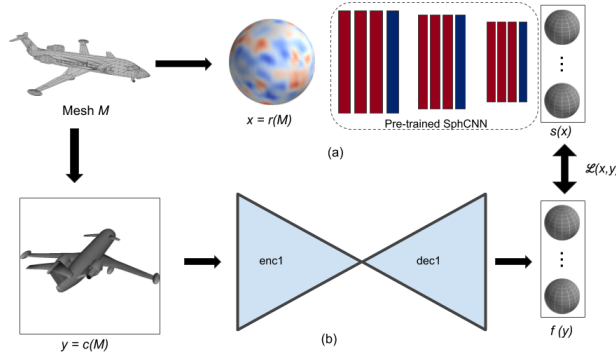 Mesh M
x = r(M)
Pre-trained SphCNN
s(x)
(a)
ℒ(x,y)
enc1
dec1
y = c(M)
(b)
f (y)